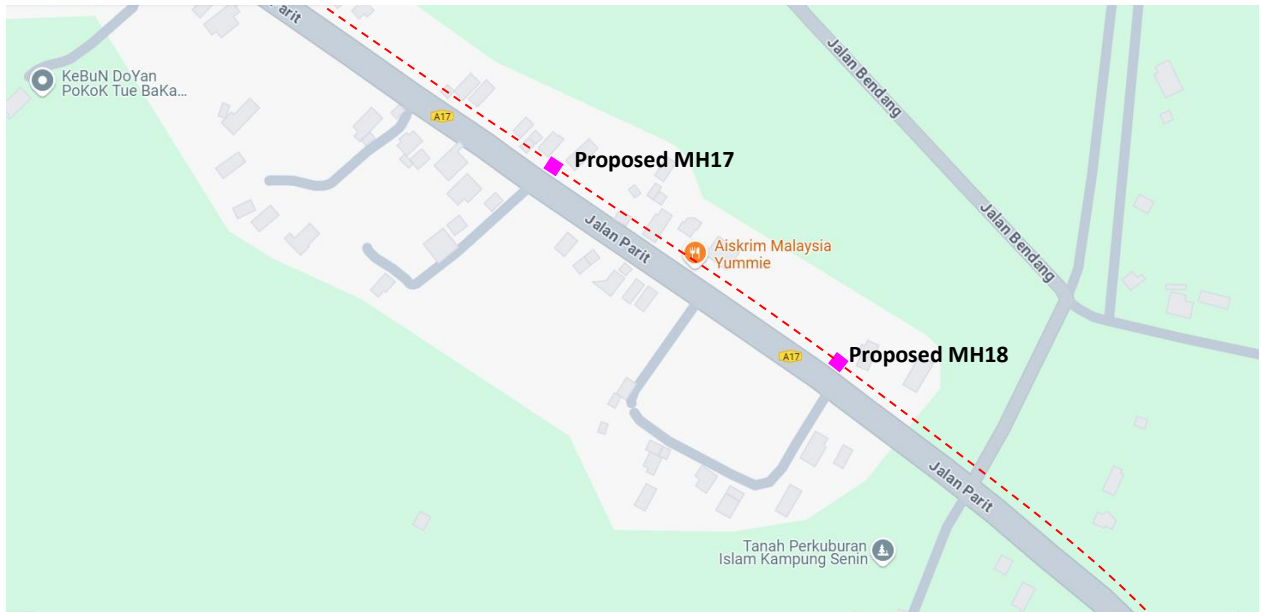 KeBuN DoYan
PoKoK Tue BaKa...
A17
Jalan Bendang
Proposed MH17
Jalan Parit
Jalan Bendang
Aiskrim Malaysia
Yummie
A17
Proposed MH18
Jalan Parit
Tanah Perkuburan
Islam Kampung Senin